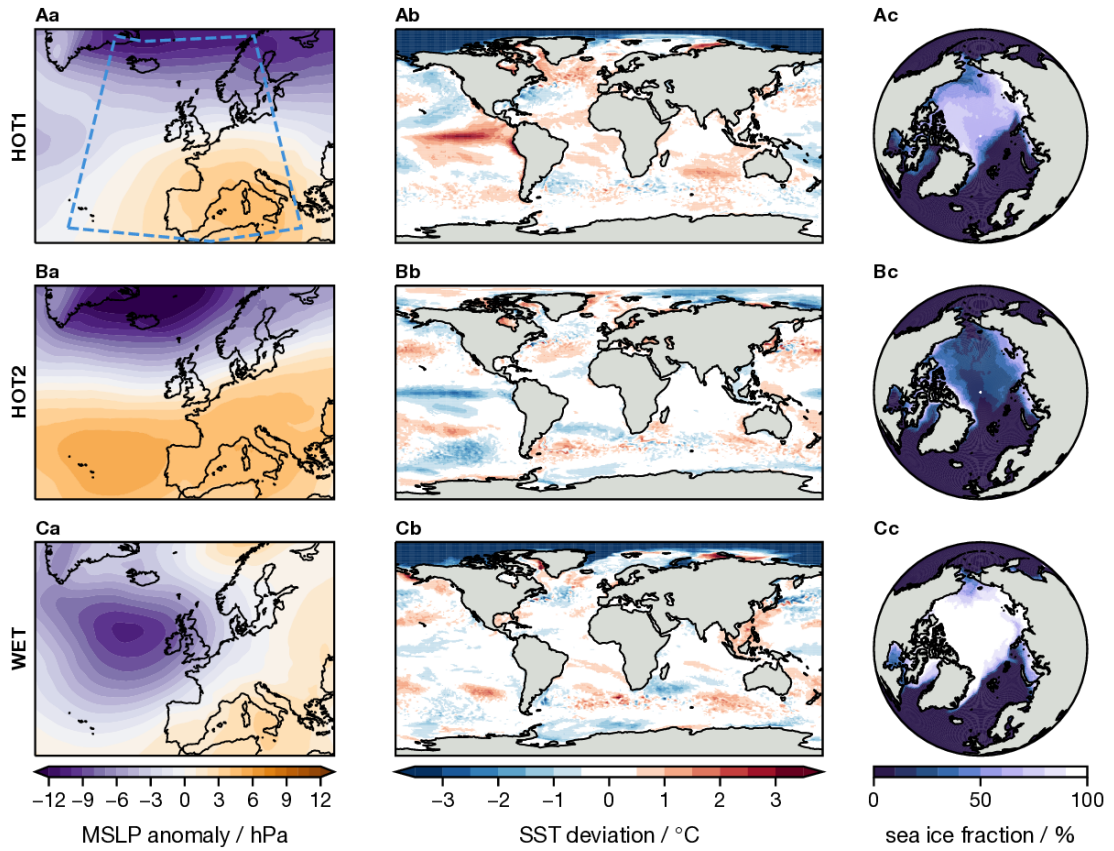 Aa Ab Ac
HOT1
Ba Bb Bc
HOT2
Ca Cb Cc
WET
−12 −9 −6 −3 0 3 6 9 12
MSLP anomaly / hPa
−3 −2 −1 0 1 2 3
SST deviation / °C
0 50 100
sea ice fraction / %